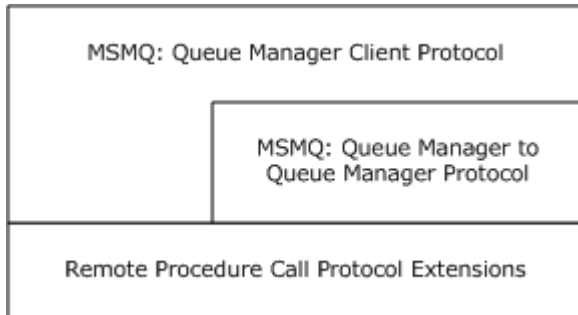 MSMQ: Queue Manager Client Protocol
MSMQ: Queue Manager to
Queue Manager Protocol
Remote Procedure Call Protocol Extensions